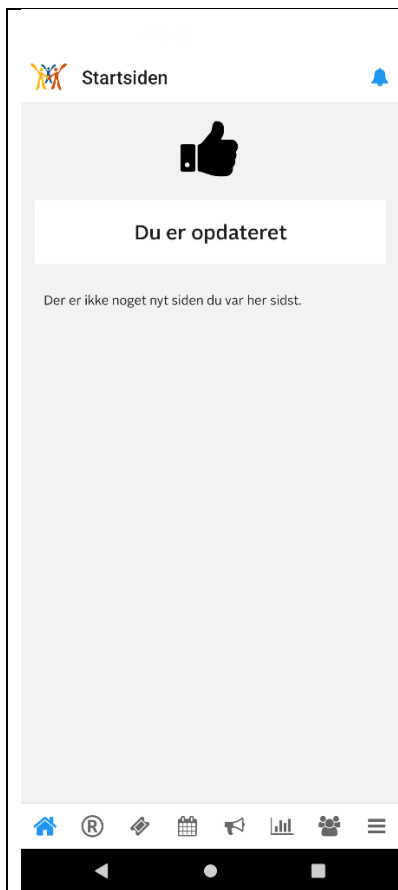 Startsiden
Du er opdateret
Der er ikke noget nyt siden du var her sidst.
®